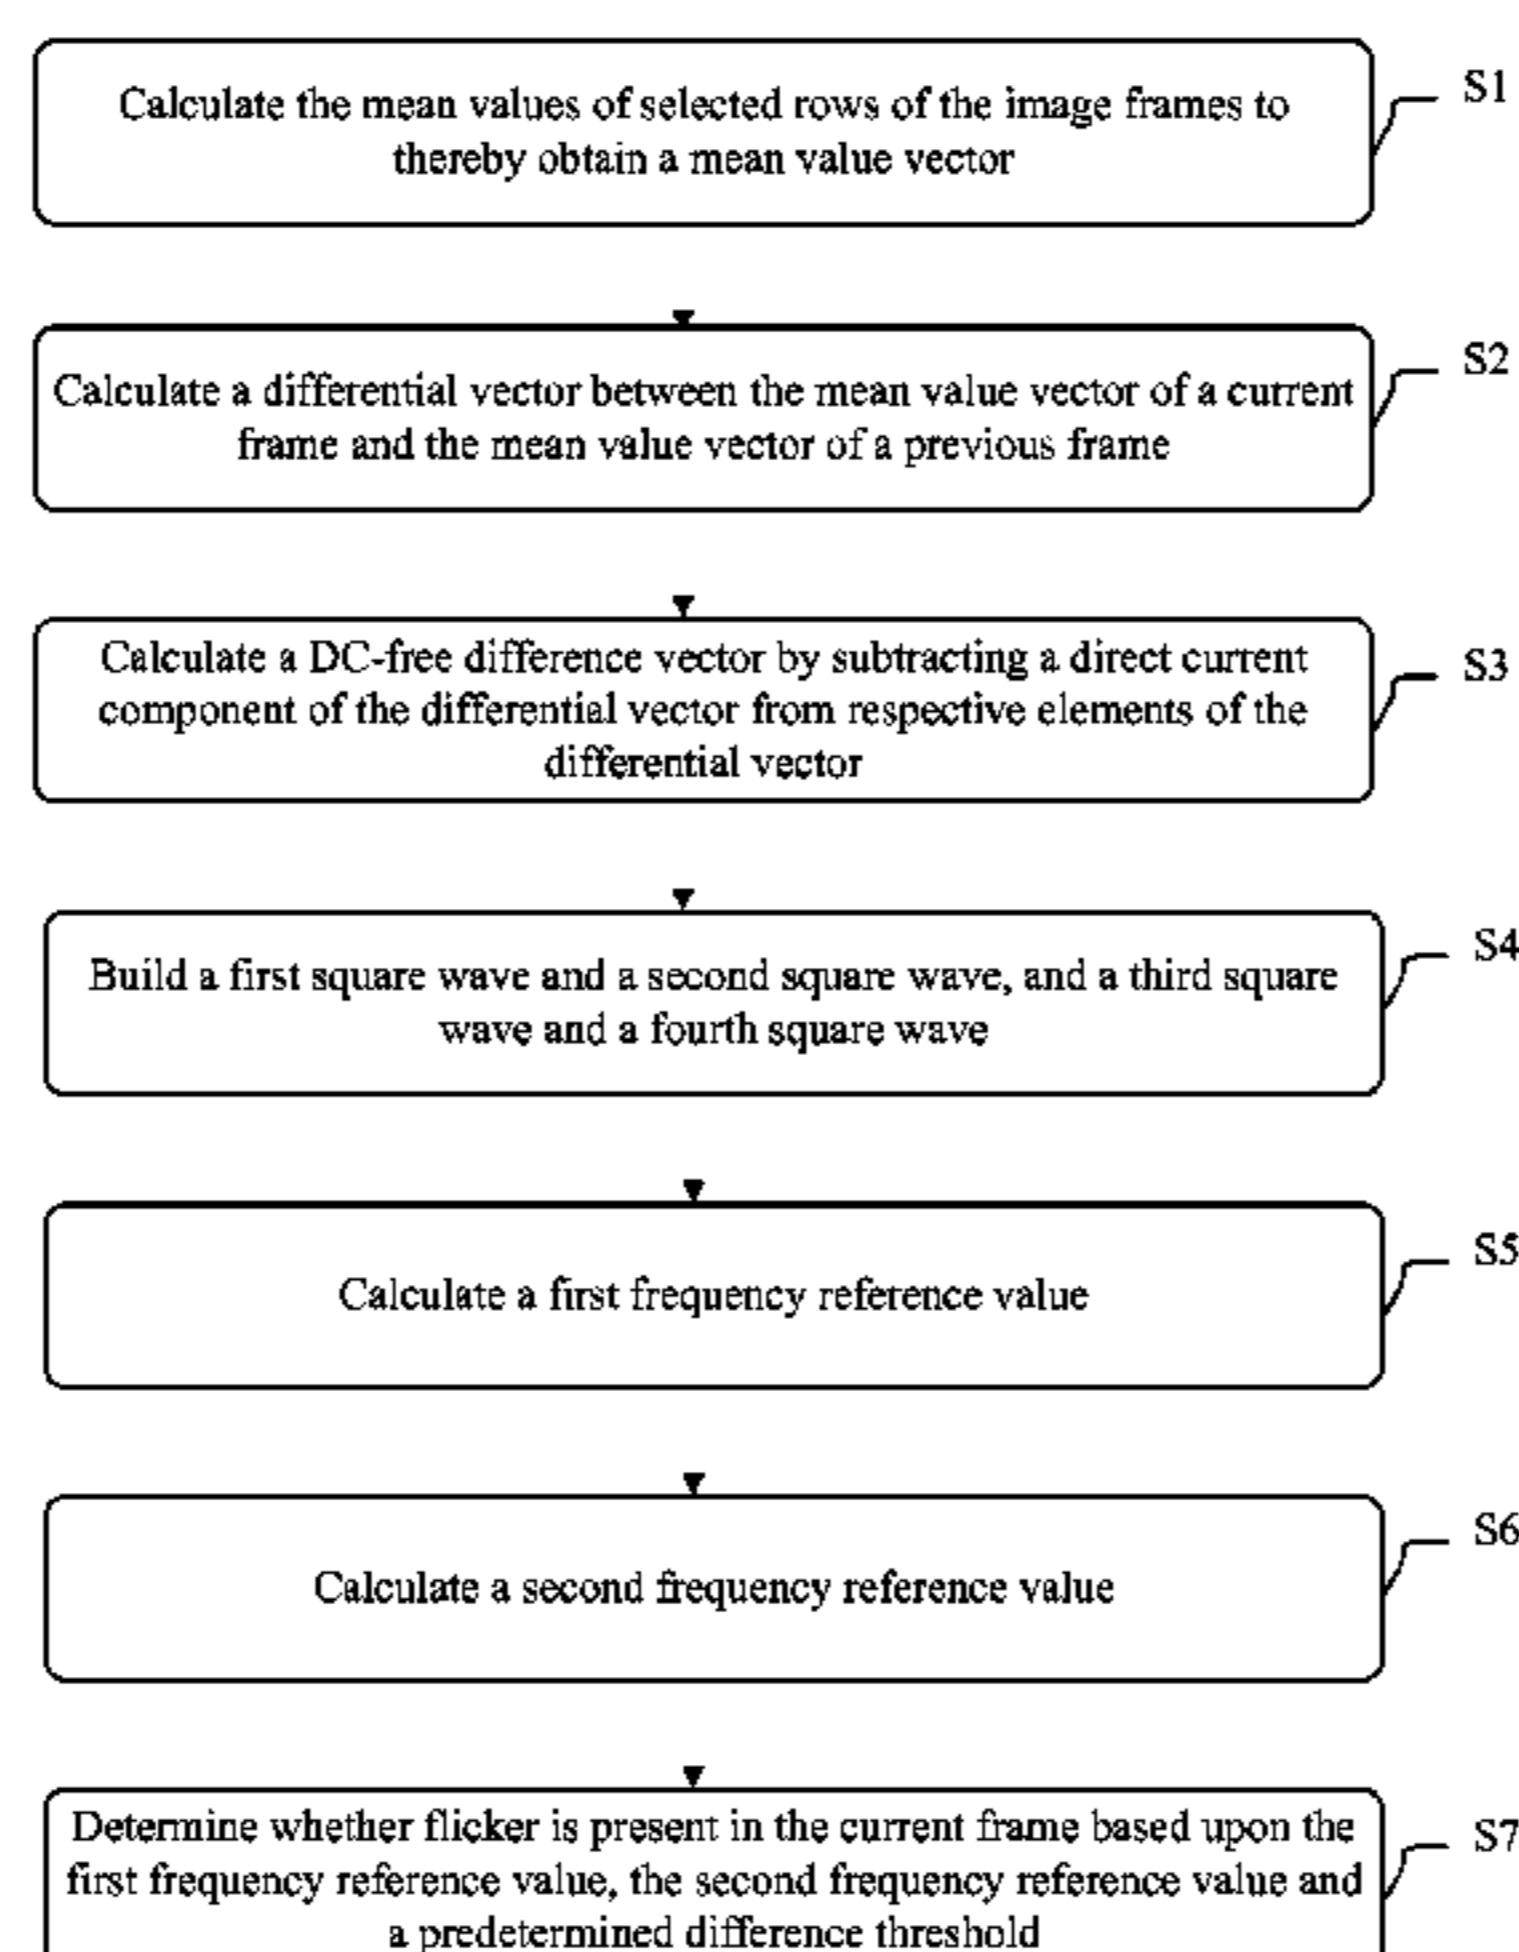 Calculate the mean values of selected rows of the image frames to
thereby obtain a mean value vector
S1
Calculate a differential vector between the mean value vector of a current
frame and the mean value vector of a previous frame
S2
Calculate a DC-free difference vector by subtracting a direct current
component of the differential vector from respective elements of the
differential vector
S3
Build a first square wave and a second square wave, and a third square
wave and a fourth square wave
S4
Calculate a first frequency reference value
S5
Calculate a second frequency reference value
S6
Determine whether flicker is present in the current frame based upon the
first frequency reference value, the second frequency reference value and
a predetermined difference threshold
S7